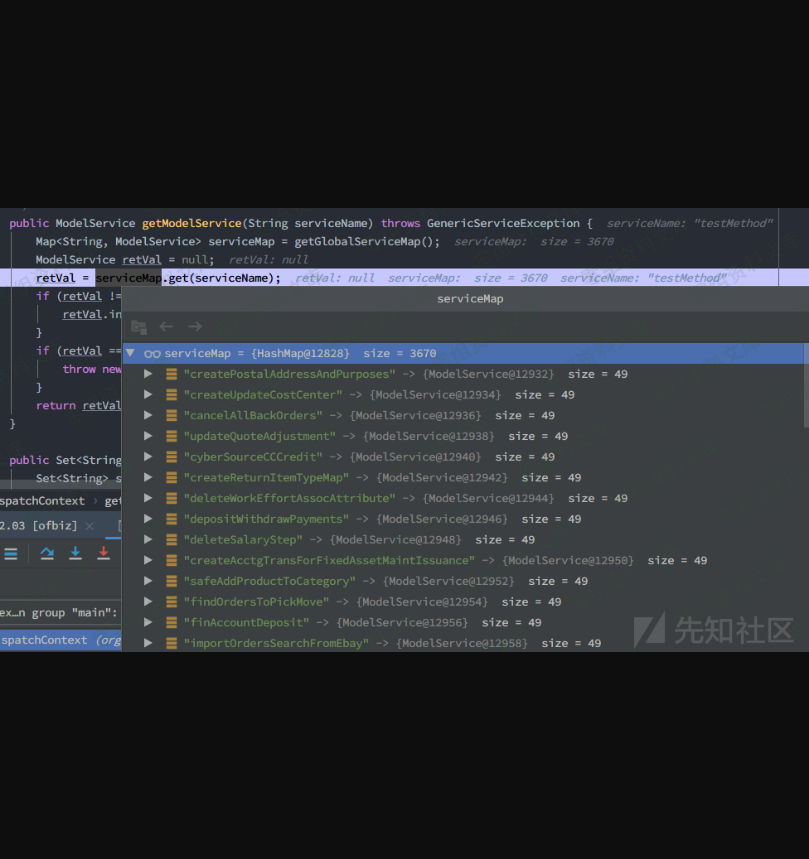 public ModelService getModelService(String serviceName) throws GenericServiceException { serviceName: "testMethod"
Map<String, ModelService> serviceMap = getGlobalServiceMap(); serviceMap: size = 3670
ModelService retVal = null; retVal: null
retVal = serviceMap.get(serviceName); retVal: null serviceMap: size = 3670 serviceName: "testMethod"
if (retVal !=
retVal.in
}
if (retVal ==
throw new
}
return retVal
}
public Set<String
Set<String> s
spatchContext › get
2.03 [ofbiz] ×
ex…n group "main":
spatchContext (org
serviceMap
serviceMap = {HashMap@12828} size = 3670
"createPostalAddressAndPurposes" -> {ModelService@12932} size = 49
"createUpdateCostCenter" -> {ModelService@12934} size = 49
"cancelAllBackOrders" -> {ModelService@12936} size = 49
"updateQuoteAdjustment" -> {ModelService@12938} size = 49
"cyberSourceCCCredit" -> {ModelService@12940} size = 49
"createReturnItemTypeMap" -> {ModelService@12942} size = 49
"deleteWorkEffortAssocAttribute" -> {ModelService@12944} size = 49
"depositWithdrawPayments" -> {ModelService@12946} size = 49
"deleteSalaryStep" -> {ModelService@12948} size = 49
"createAcctgTransForFixedAssetMaintIssuance" -> {ModelService@12950} size = 49
"safeAddProductToCategory" -> {ModelService@12952} size = 49
"findOrdersToPickMove" -> {ModelService@12954} size = 49
"finAccountDeposit" -> {ModelService@12956} size = 49
"importOrdersSearchFromEbay" -> {ModelService@12958} size = 49
先知社区